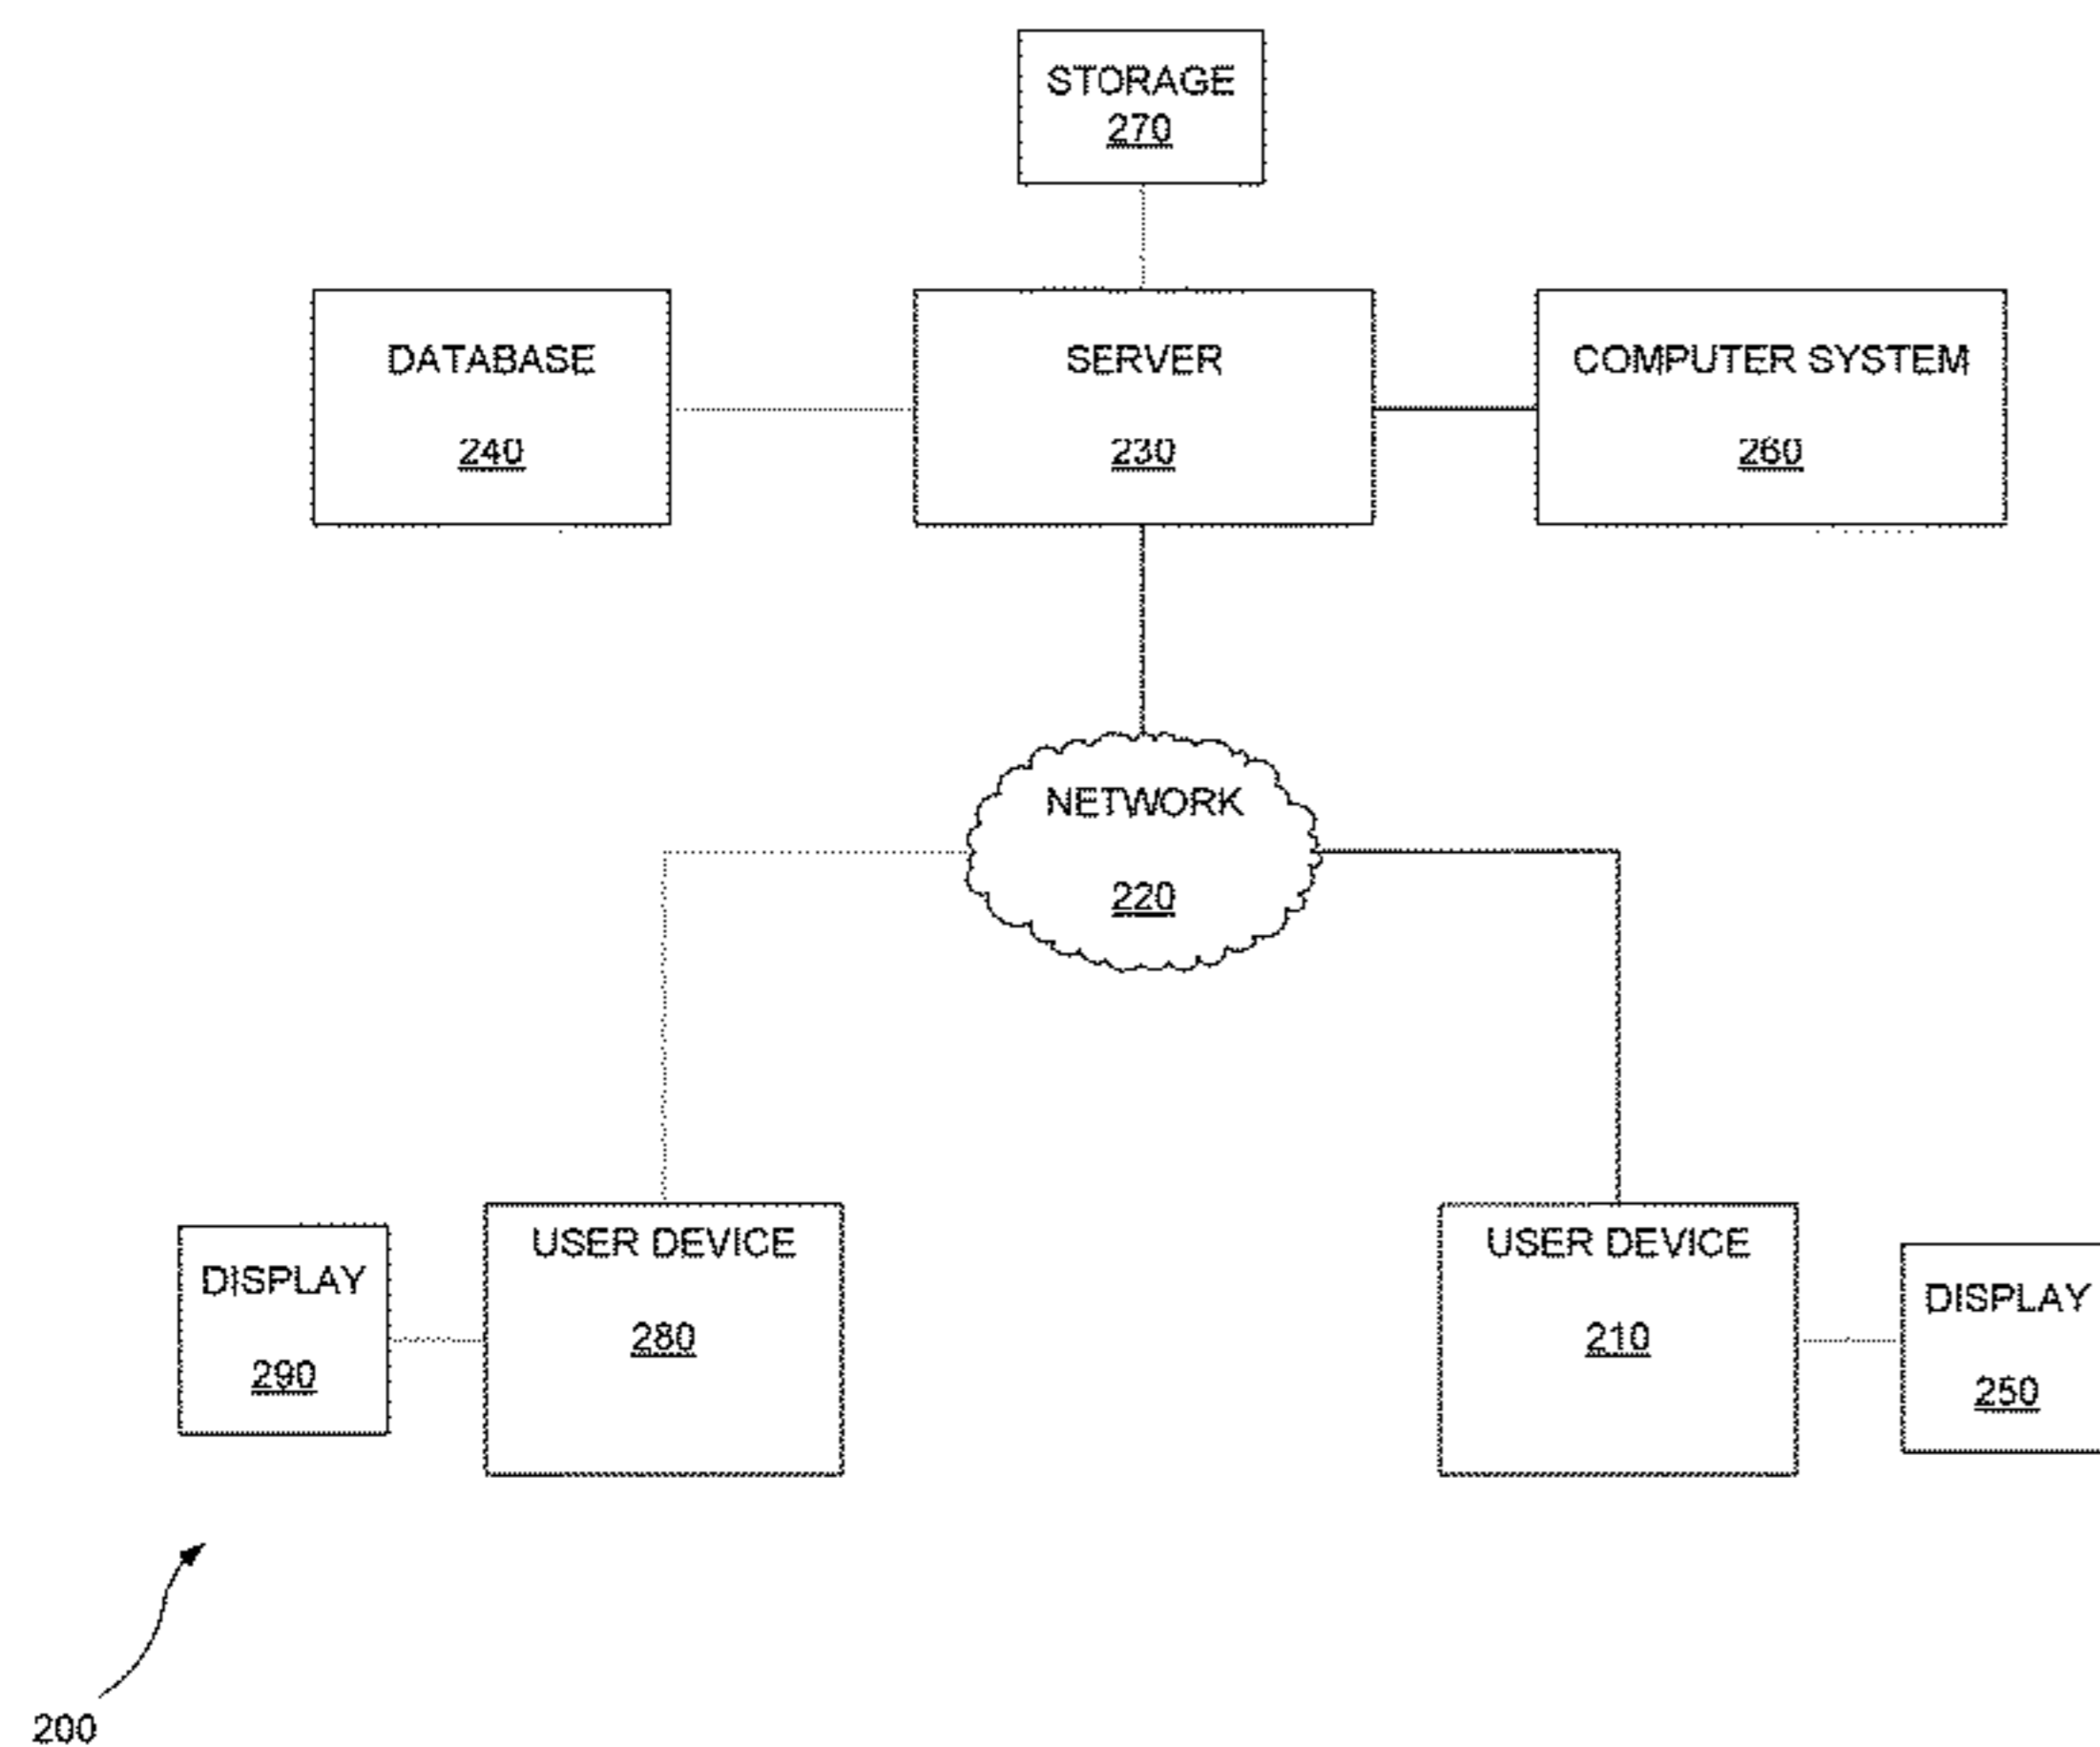 STORAGE
270
DATABASE
240
SERVER
230
COMPUTER SYSTEM
260
NETWORK
220
DISPLAY
290
USER DEVICE
280
USER DEVICE
210
DISPLAY
250
200